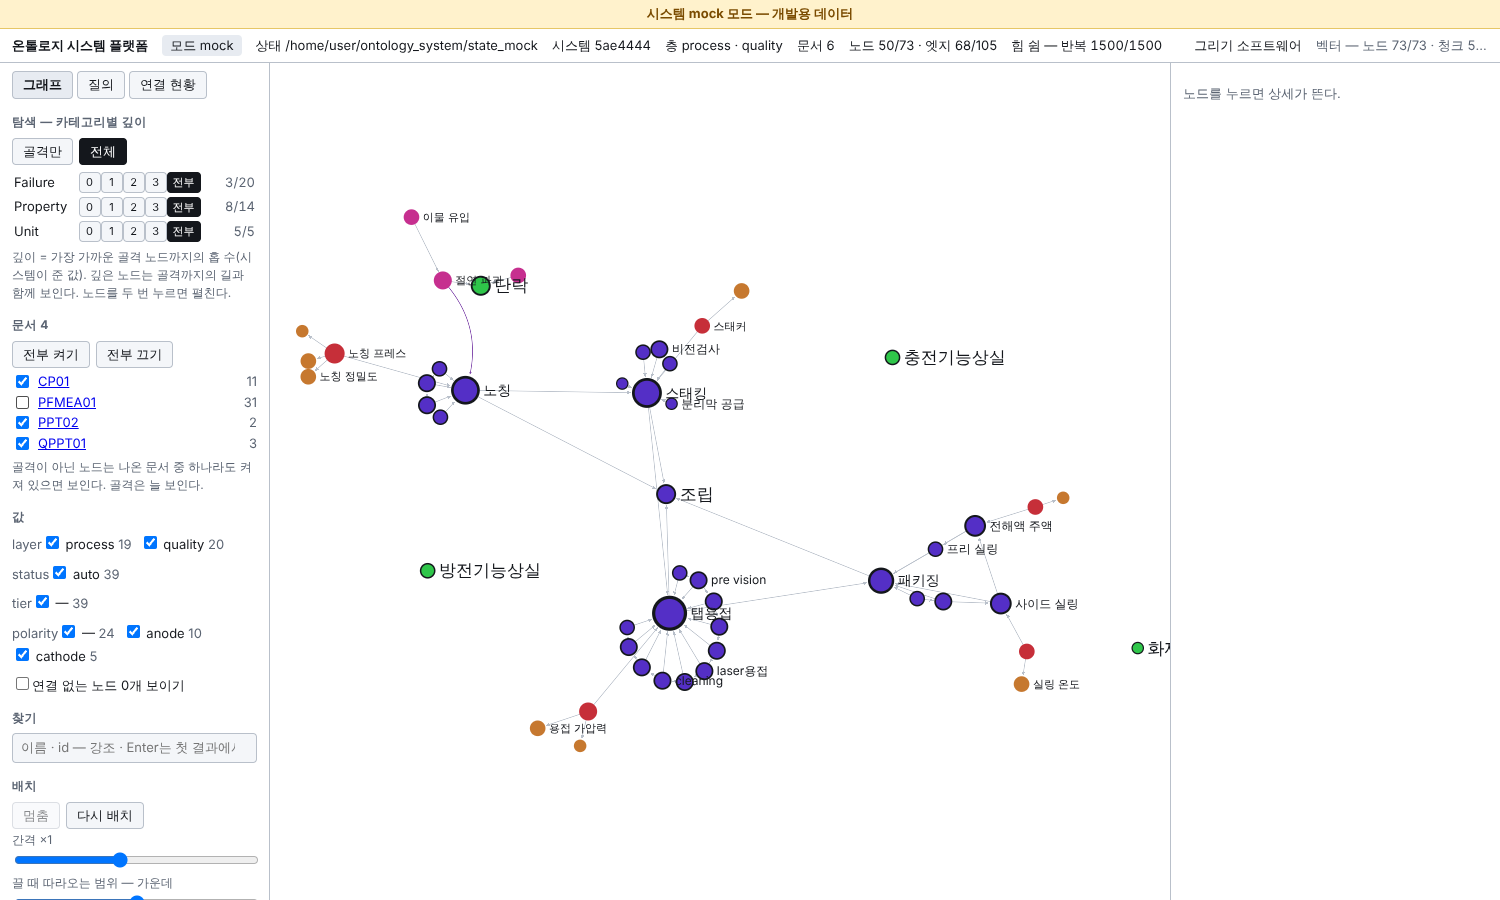 시스템 mock 모드 — 개발용 데이터
온톨로지 시스템 플랫폼 모드 mock 상태 /home/user/ontology_system/state_mock 시스템 5ae4444 층 process · quality 문서 6 노드 50/73 · 엣지 68/105 힘 쉼 — 반복 1500/1500 그리기 소프트웨어 벡터 — 노드 73/73 · 청크 5...
그래프 질의 연결 현황
탐색 — 카테고리별 깊이
골격만 전체
Failure 0 1 2 3 전부 3/20
Property 0 1 2 3 전부 8/14
Unit 0 1 2 3 전부 5/5
깊이 = 가장 가까운 골격 노드까지의 홉 수(시
스템이 준 값). 깊은 노드는 골격까지의 길과
함께 보인다. 노드를 두 번 누르면 펼친다.
문서 4
전부 켜기 전부 끄기
CP01 11
PFMEA01 31
PPT02 2
QPPT01 3
골격이 아닌 노드는 나온 문서 중 하나라도 켜
져 있으면 보인다. 골격은 늘 보인다.
값
layer process 19 quality 20
status auto 39
tier — 39
polarity — 24 anode 10
cathode 5
연결 없는 노드 0개 보이기
찾기
이름 · id — 강조 · Enter는 첫 결과에
배치
멈춤 다시 배치
간격 ×1
끌 때 따라오는 범위 — 가운데
이물 유입
단락
스태커
노칭 프레스
비전검사
충전기능상실
노칭 정밀도
노칭
스태킹
분리막 공급
조립
전해액 주액
프리 실링
방전기능상실
pre vision
패키징
사이드 실링
탭용접
laser용접
cleaning
실링 온도
용접 가압력
노드를 누르면 상세가 뜬다.